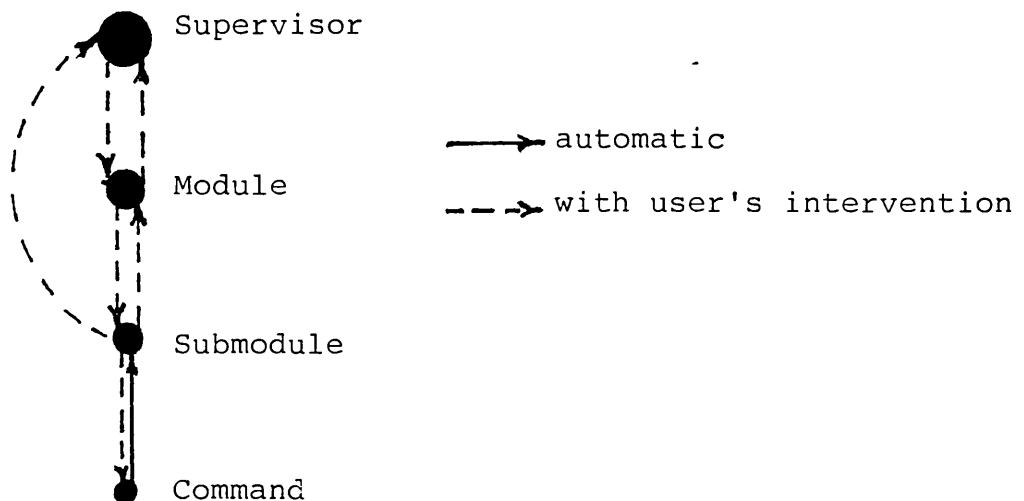 Supervisor
automatic
Module
with user's intervention
Submodule
Command